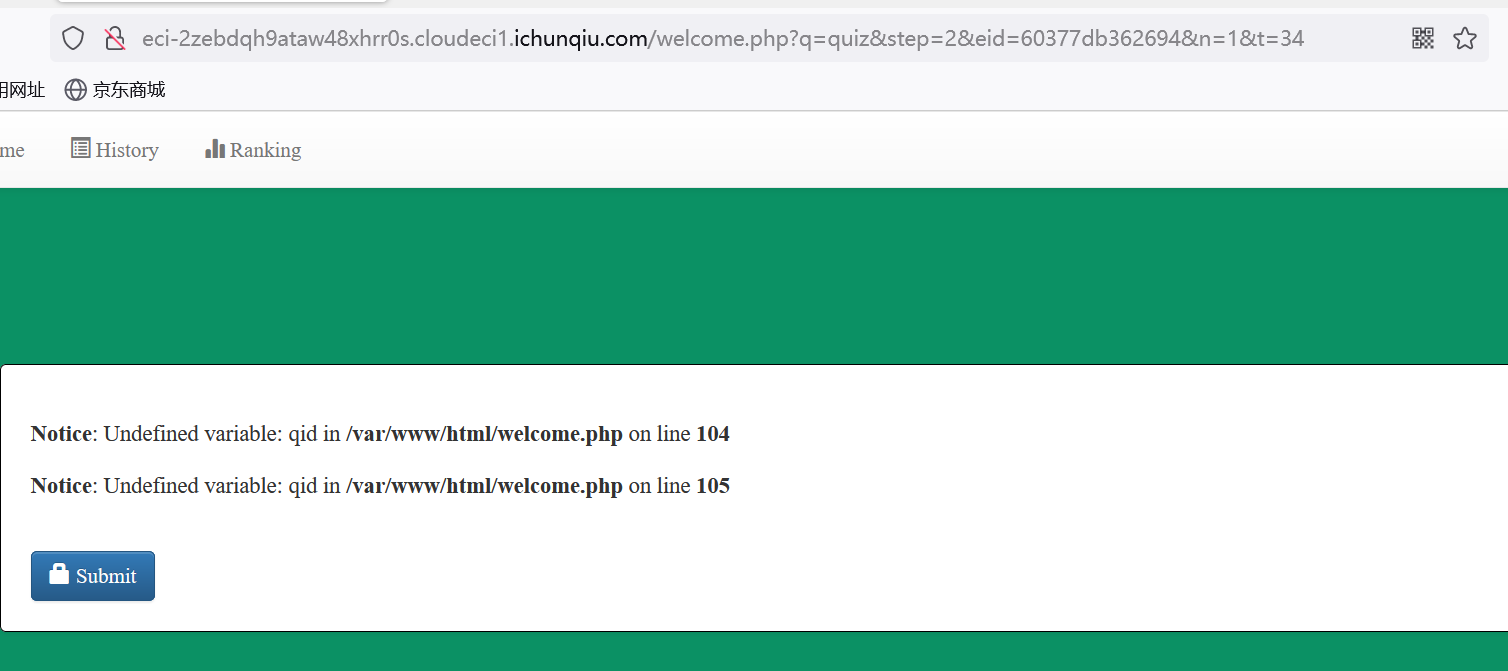 eci-2zebdqh9ataw48xhrr0s.cloudeci1.ichunqiu.com/welcome.php?q=quiz&step=2&eid=60377db362694&n=1&t=34
用网址 京东商城
me History Ranking
Notice: Undefined variable: qid in /var/www/html/welcome.php on line 104
Notice: Undefined variable: qid in /var/www/html/welcome.php on line 105
Submit